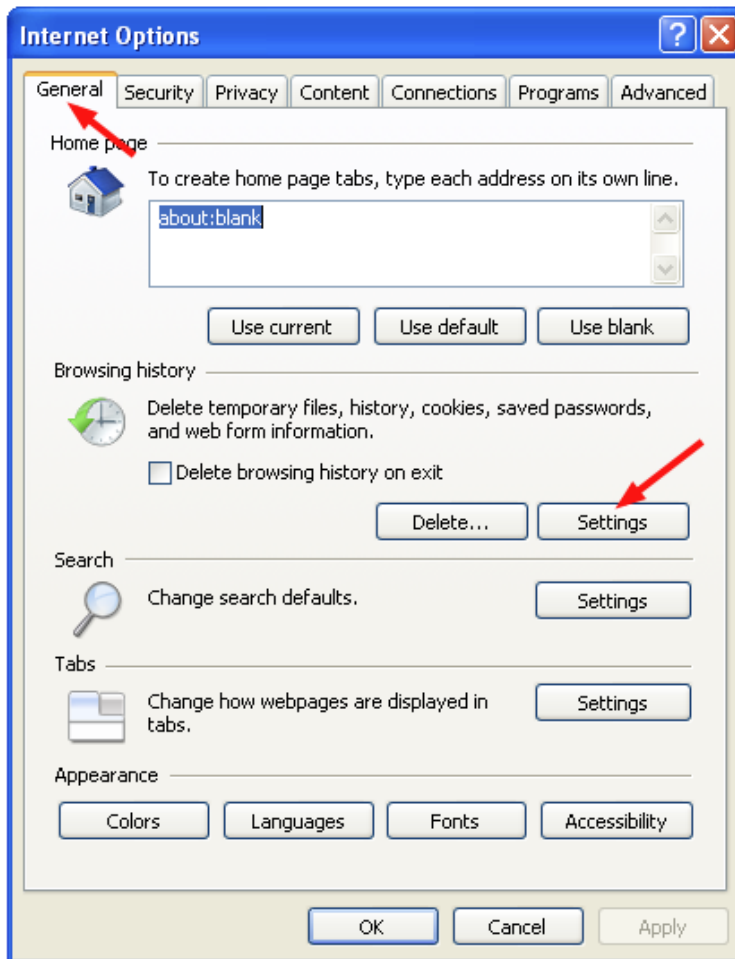 Internet Options
General Security Privacy Content Connections Programs Advanced
Home page
To create home page tabs, type each address on its own line.
about:blank
Use current Use default Use blank
Browsing history
Delete temporary files, history, cookies, saved passwords,
and web form information.
Delete browsing history on exit
Delete... Settings
Search
Change search defaults. Settings
Tabs
Change how webpages are displayed in Settings
tabs.
Appearance
Colors Languages Fonts Accessibility
OK Cancel Apply